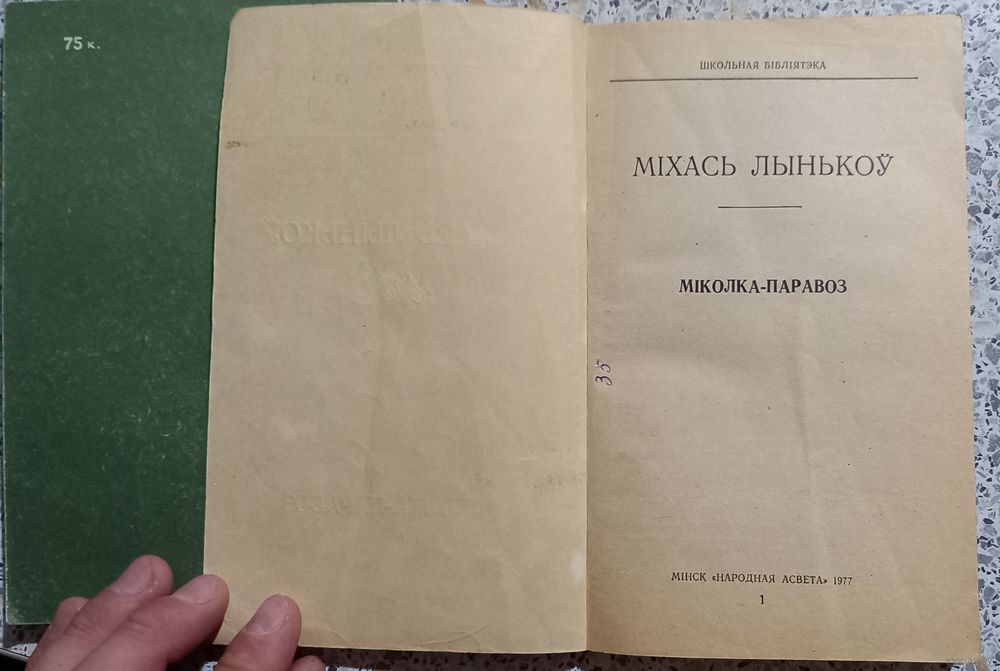 75 к.
ШКОЛЬНАЯ БІБЛІЯТЭКА
МІХАСЬ ЛЫНЬКОЎ
МІКОЛКА-ПАРАВОЗ
35
МІНСК «НАРОДНАЯ АСВЕТА» 1977
1